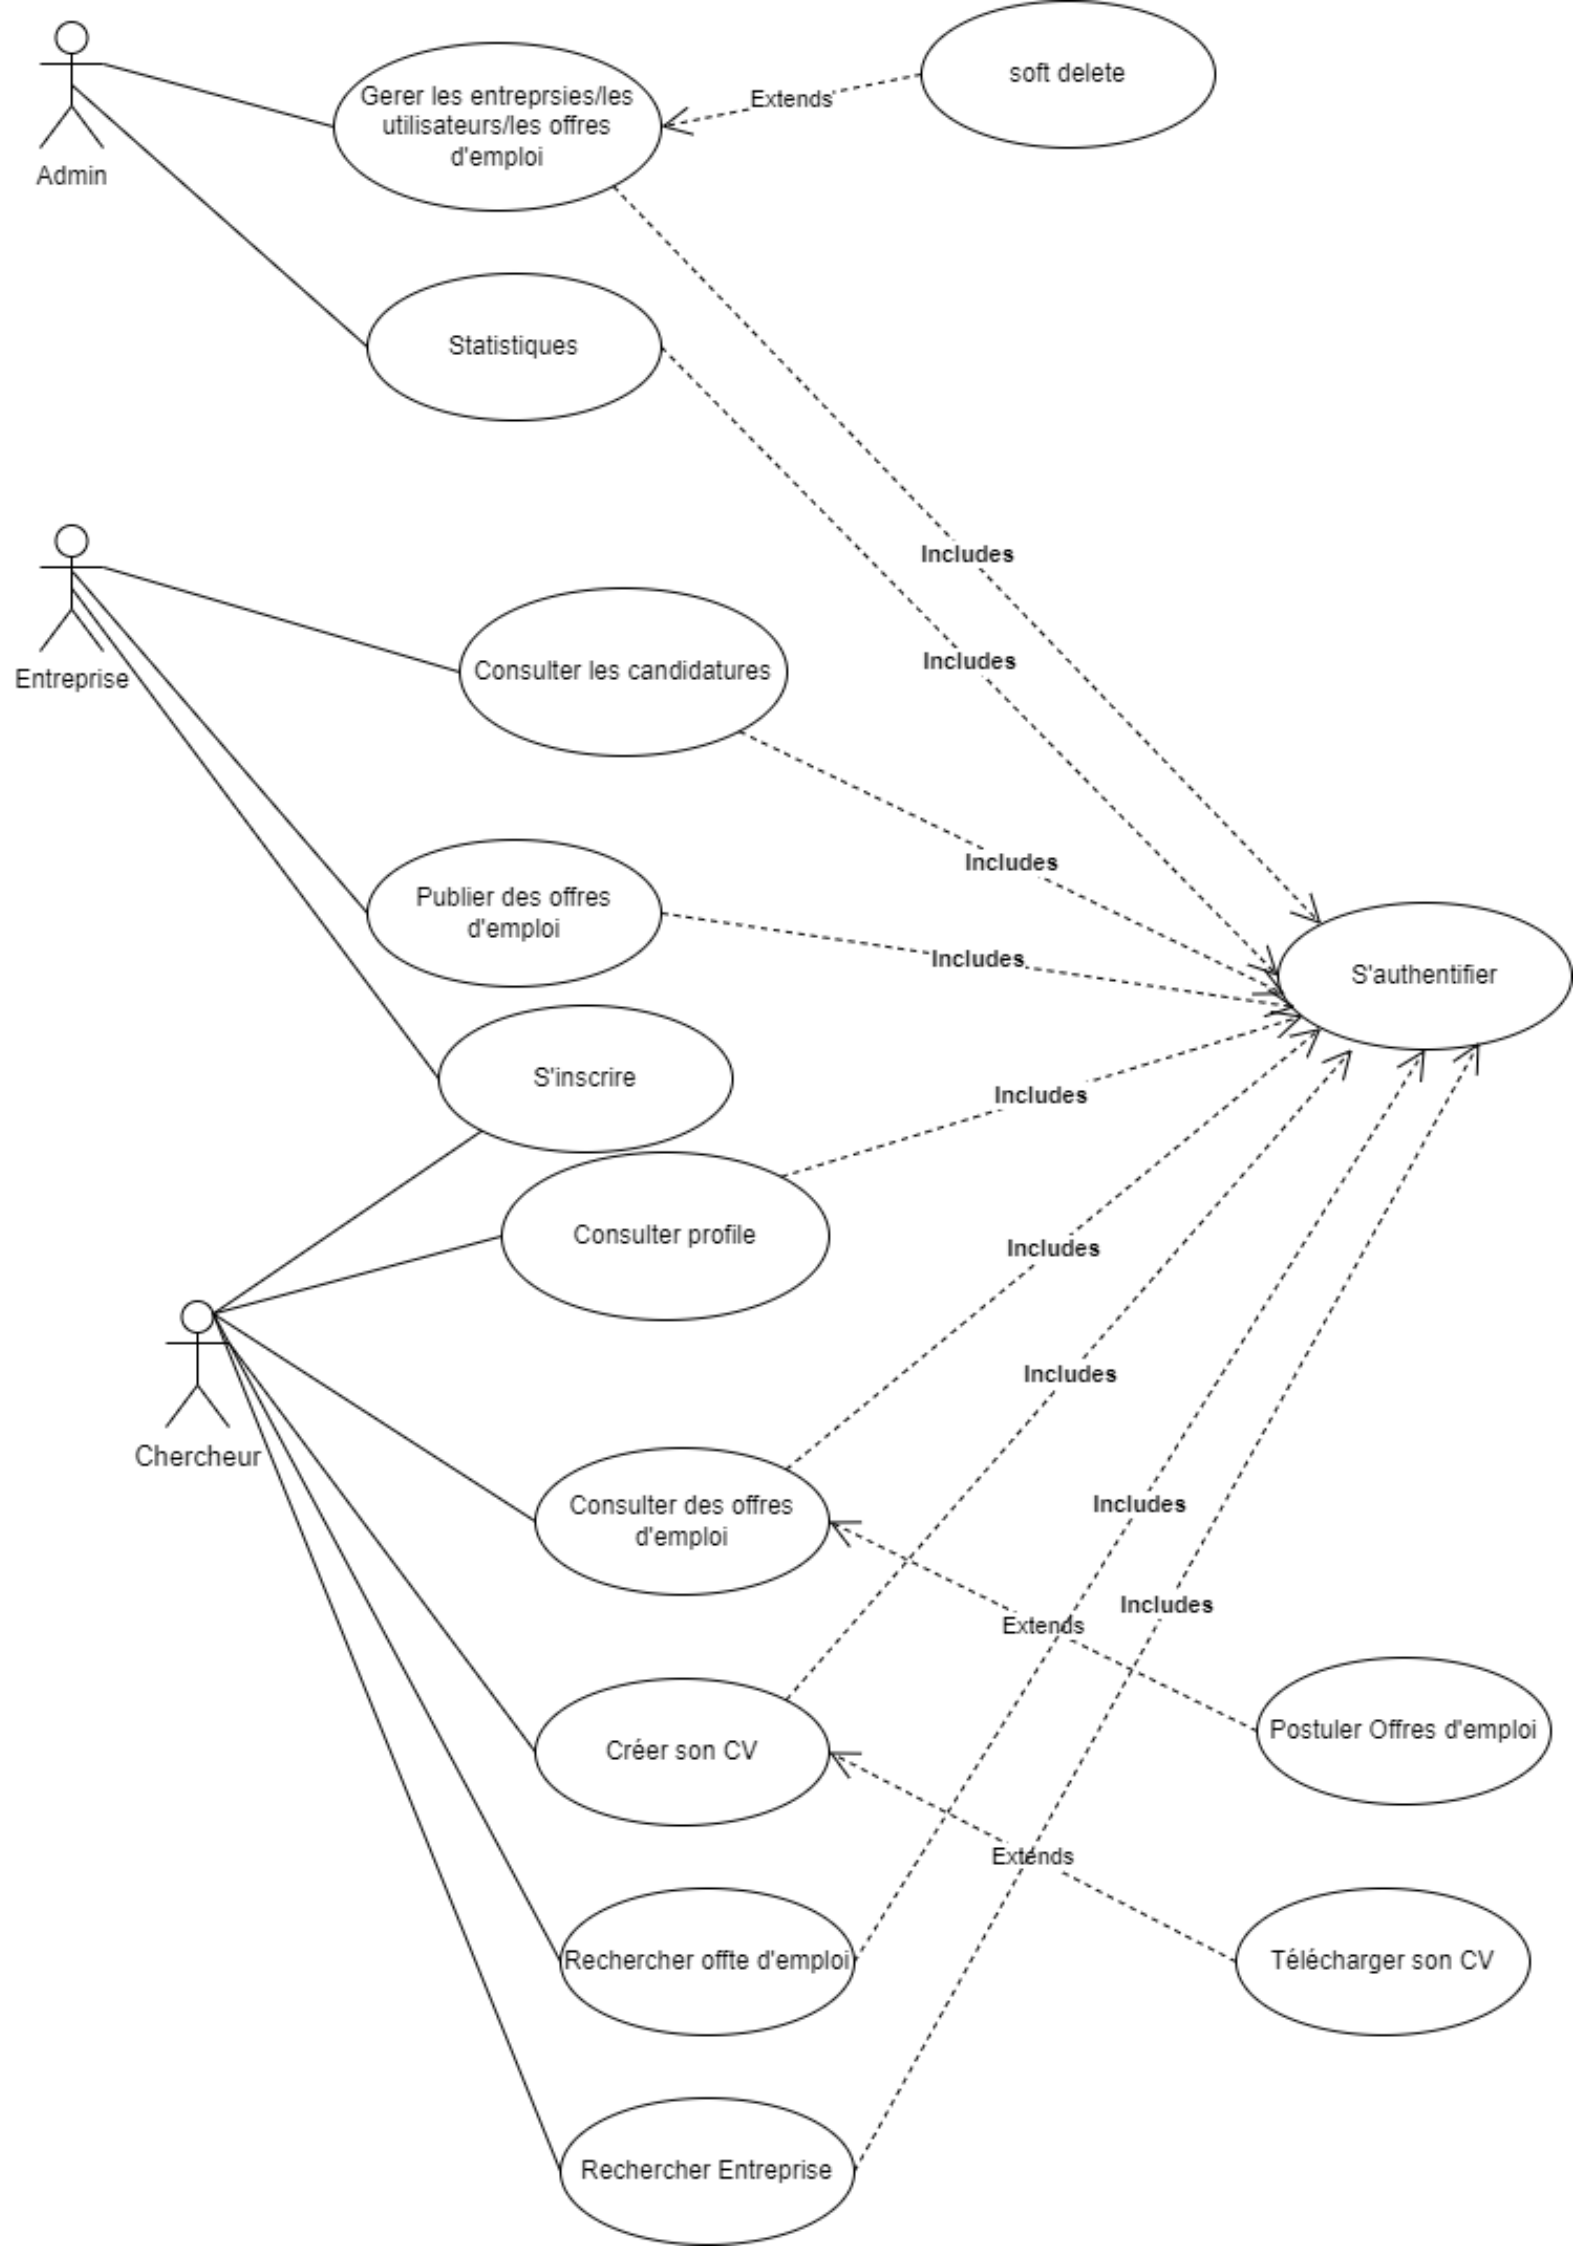 soft delete
Gerer les entreprsies/les
utilisateurs/les offres
d'emploi
Extends
Admin
Statistiques
Includes
Includes
Consulter les candidatures
Entreprise
Includes
Publier des offres
d'emploi
Includes
S'authentifier
S'inscrire
Includes
Consulter profile
Includes
Includes
Chercheur
Consulter des offres
d'emploi
Includes
Includes
Extends
Postuler Offres d'emploi
Créer son CV
Extends
Rechercher offte d'emploi
Télécharger son CV
Rechercher Entreprise